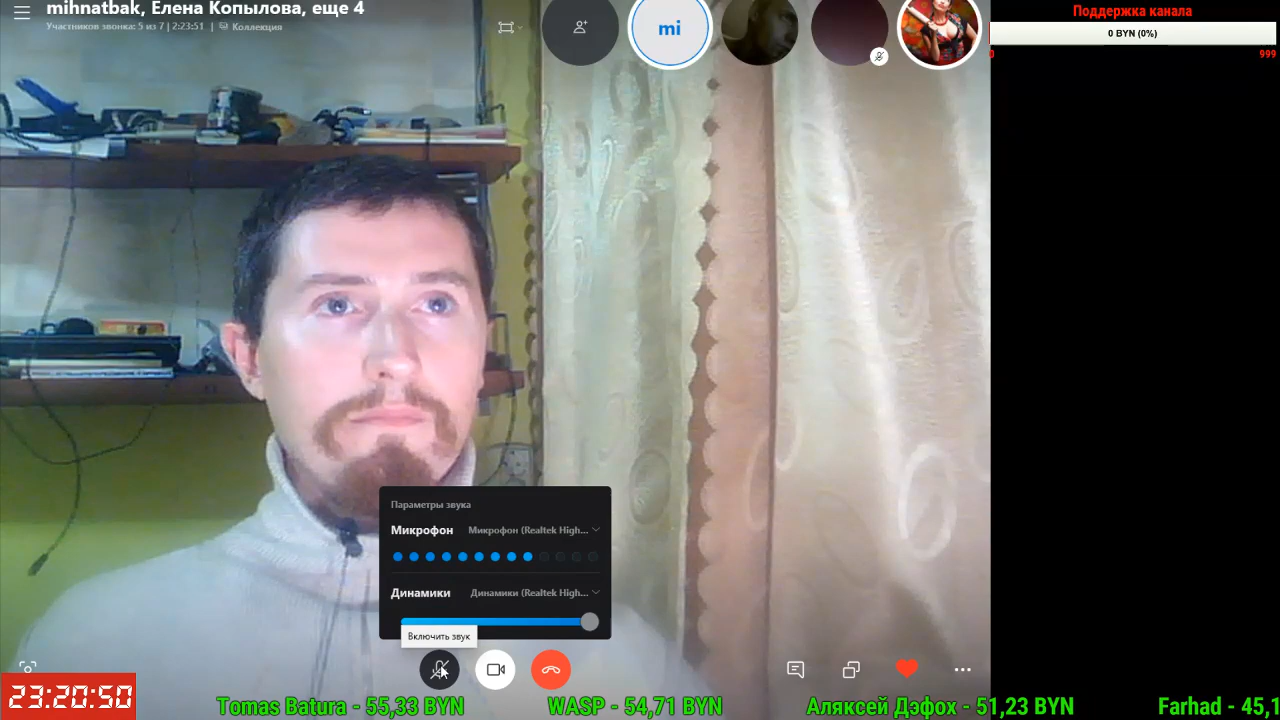 mihnatbak, Елена Копылова, еще 4
Участников звонка: 5 из 7 | 2:23:51 | Коллекция
mi
Поддержка канала
0 BYN (0%)
0
999
Параметры звука
Микрофон Микрофон (Realtek High...
Динамики Динамики (Realtek High...
Включить звук
23:20:50
Tomas Batura - 55,33 BYN WASP - 54,71 BYN Аляксей Дэфох - 51,23 BYN Farhad - 45,1